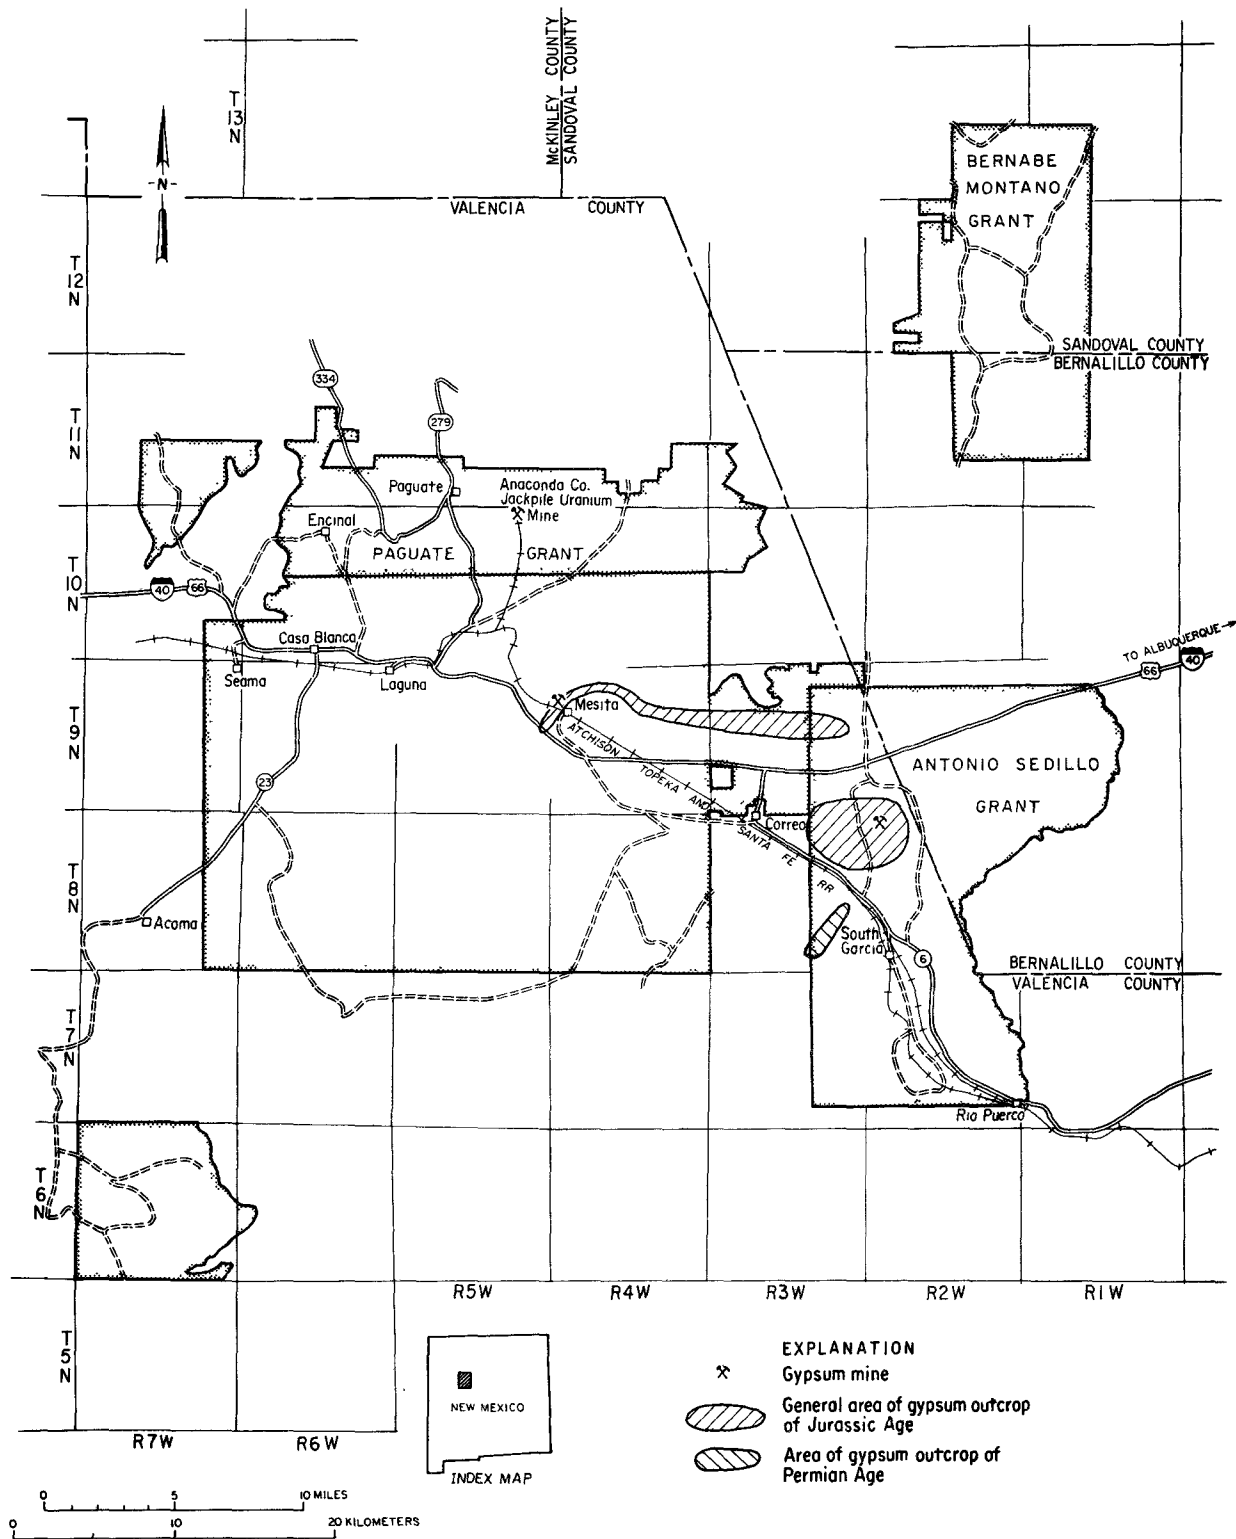 McKINLEY COUNTY
SANDOVAL COUNTY
T
13
N
-N-
VALENCIA COUNTY
BERNABE
MONTANO
GRANT
T
12
N
SANDOVAL COUNTY
BERNALILLO COUNTY
334
279
T
11
N
Paguate
Anaconda Co.
Jackpile Uranium
Mine
Encinal
PAGUATE GRANT
T
10
N
40
66
Casa Blanca
Seama
Laguna
TO ALBUQUERQUE
66
40
T
9
N
Mesita
ATCHISON
TOPEKA AND
SANTA FE
RR
23
ANTONIO SEDILLO
GRANT
Correo
T
8
N
Acoma
South
Garcia
6
BERNALILLO COUNTY
VALENCIA COUNTY
T
7
N
Rio Puerco
T
6
N
R5W
R4W
R3W
R2W
R1W
T
5
N
R7W
R6W
NEW MEXICO
INDEX MAP
EXPLANATION
Gypsum mine
General area of gypsum outcrop
of Jurassic Age
Area of gypsum outcrop of
Permian Age
0 5 10 MILES
0 10 20 KILOMETERS